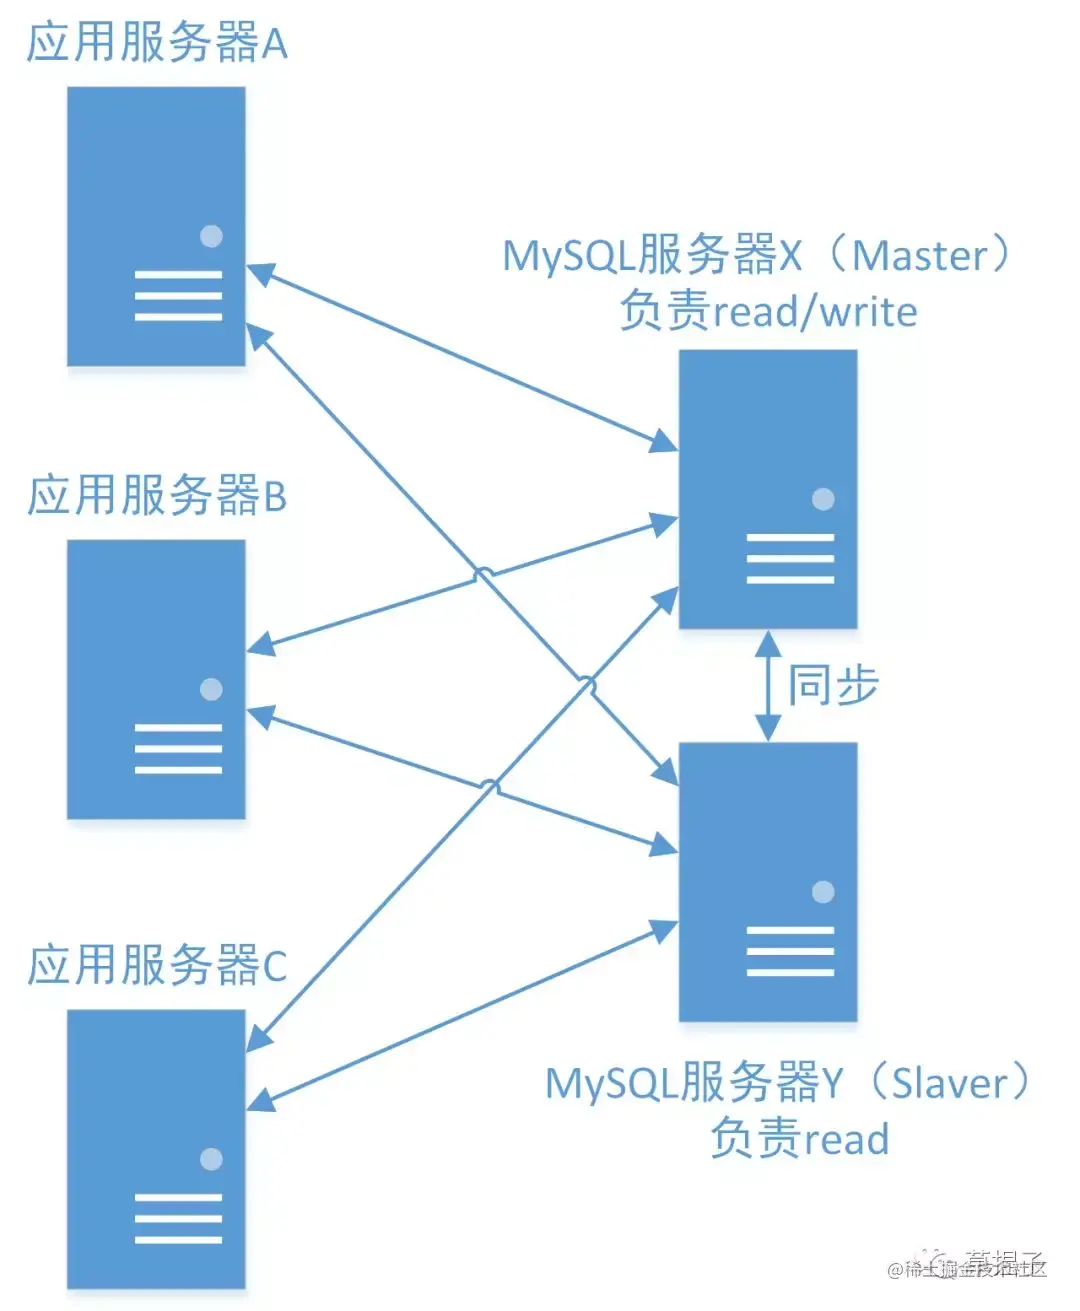 应用服务器A
MySQL服务器X（Master）
负责read/write
应用服务器B
同步
应用服务器C
MySQL服务器Y（Slaver）
负责read
@稀土掘金技术社区